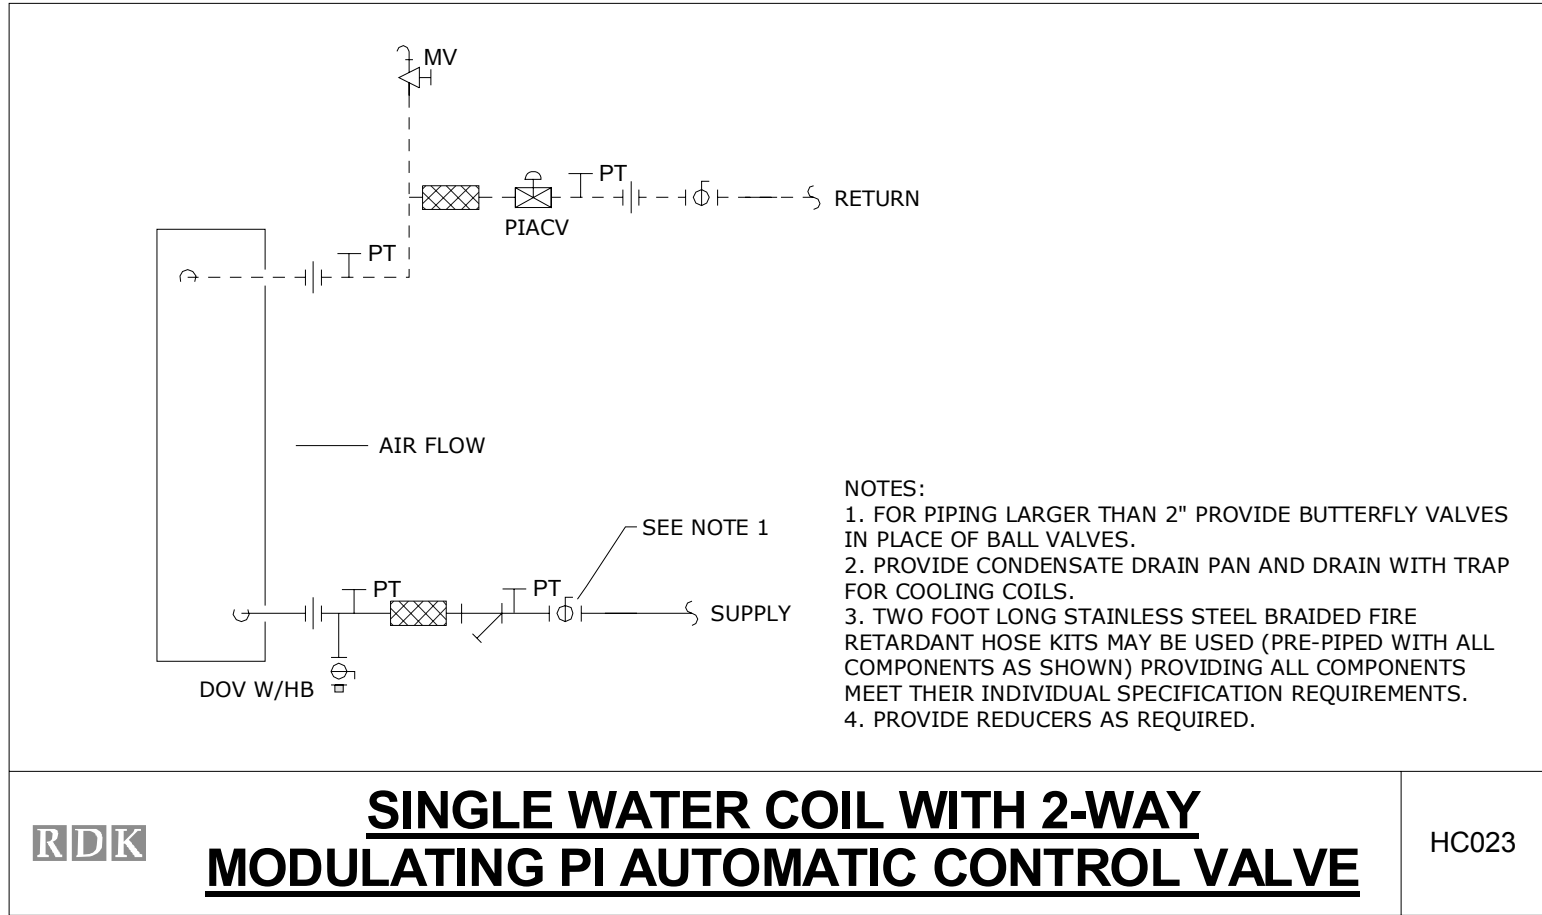 MV
PT
RETURN
PIACV
PT
AIR FLOW
SEE NOTE 1
PT
PT
SUPPLY
DOV W/HB
NOTES:
1. FOR PIPING LARGER THAN 2" PROVIDE BUTTERFLY VALVES
IN PLACE OF BALL VALVES.
2. PROVIDE CONDENSATE DRAIN PAN AND DRAIN WITH TRAP
FOR COOLING COILS.
3. TWO FOOT LONG STAINLESS STEEL BRAIDED FIRE
RETARDANT HOSE KITS MAY BE USED (PRE-PIPED WITH ALL
COMPONENTS AS SHOWN) PROVIDING ALL COMPONENTS
MEET THEIR INDIVIDUAL SPECIFICATION REQUIREMENTS.
4. PROVIDE REDUCERS AS REQUIRED.
RDK
SINGLE WATER COIL WITH 2-WAY
MODULATING PI AUTOMATIC CONTROL VALVE
HC023